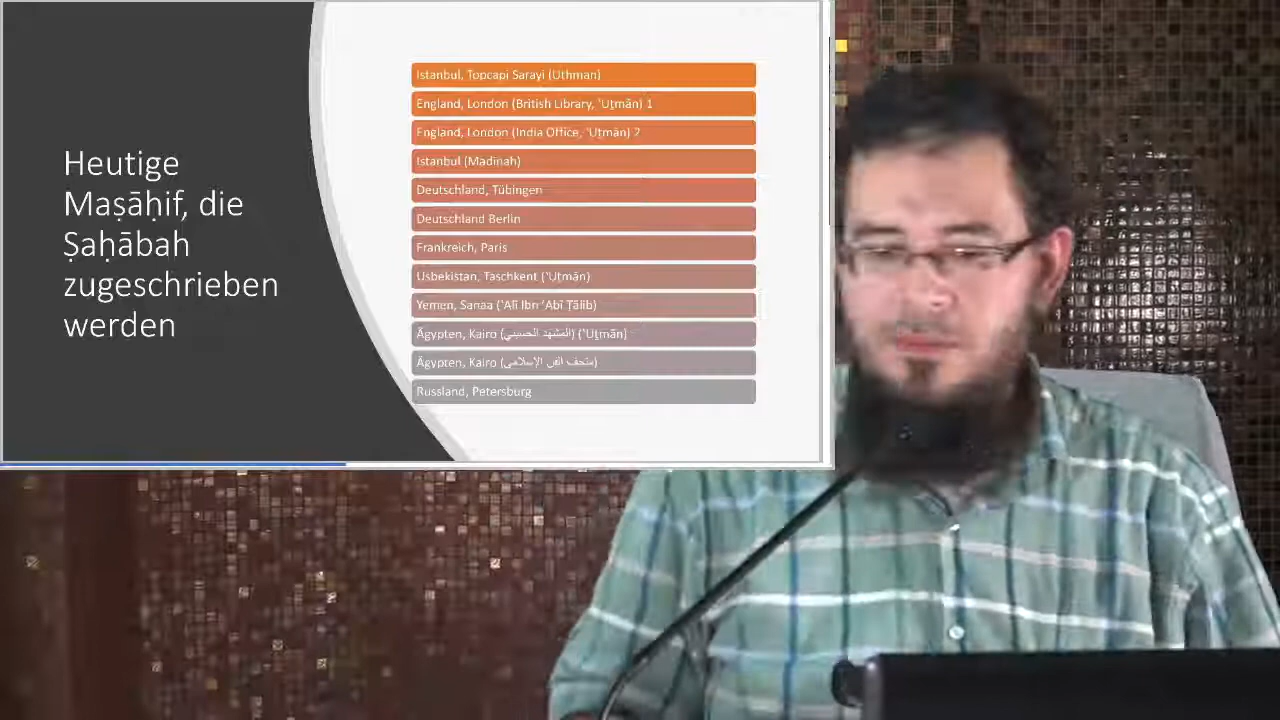 Heutige
Maṣāḥif, die
Ṣaḥābah
zugeschrieben
werden
Istanbul, Topcapi Sarayi (Uthman)
England, London (British Library, ʿUṯmān) 1
England, London (India Office, ʿUṯmān) 2
Istanbul (Madinah)
Deutschland, Tübingen
Deutschland Berlin
Frankreich, Paris
Usbekistan, Taschkent (ʿUṯmān)
Yemen, Sanaa (ʿAlī Ibn ʾAbī Ṭālib)
Ägypten, Kairo (المشهد الحسيني) (ʿUṯmān)
Ägypten, Kairo (متحف الفن الإسلامي)
Russland, Petersburg